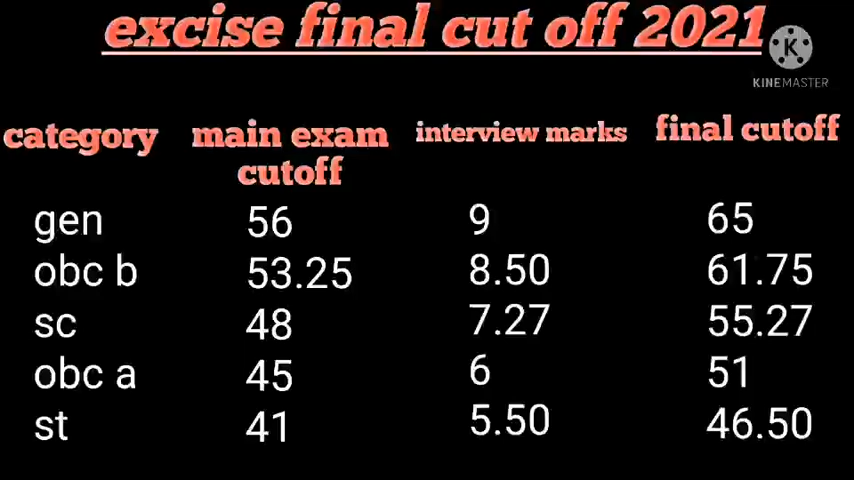 excise final cut off 2021
KINEMASTER
category main exam cutoff interview marks final cutoff
gen 56 9 65
obc b 53.25 8.50 61.75
sc 48 7.27 55.27
obc a 45 6 51
st 41 5.50 46.50